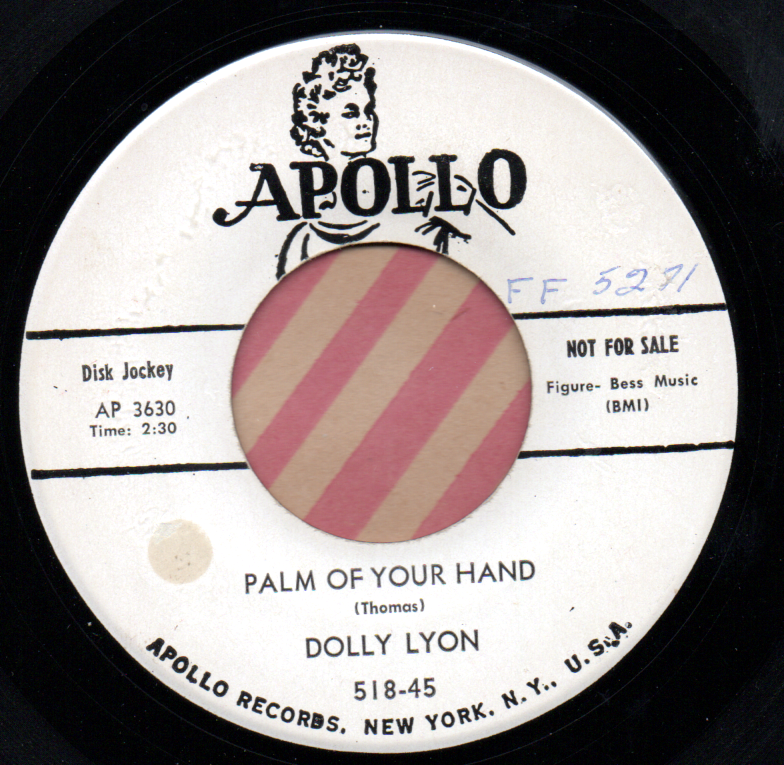 APOLLO
FF 5271
Disk Jockey
AP 3630
Time: 2:30
NOT FOR SALE
Figure- Bess Music
(BMI)
PALM OF YOUR HAND
(Thomas)
DOLLY LYON
518-45
APOLLO RECORDS, NEW YORK, N.Y., U.S.A.